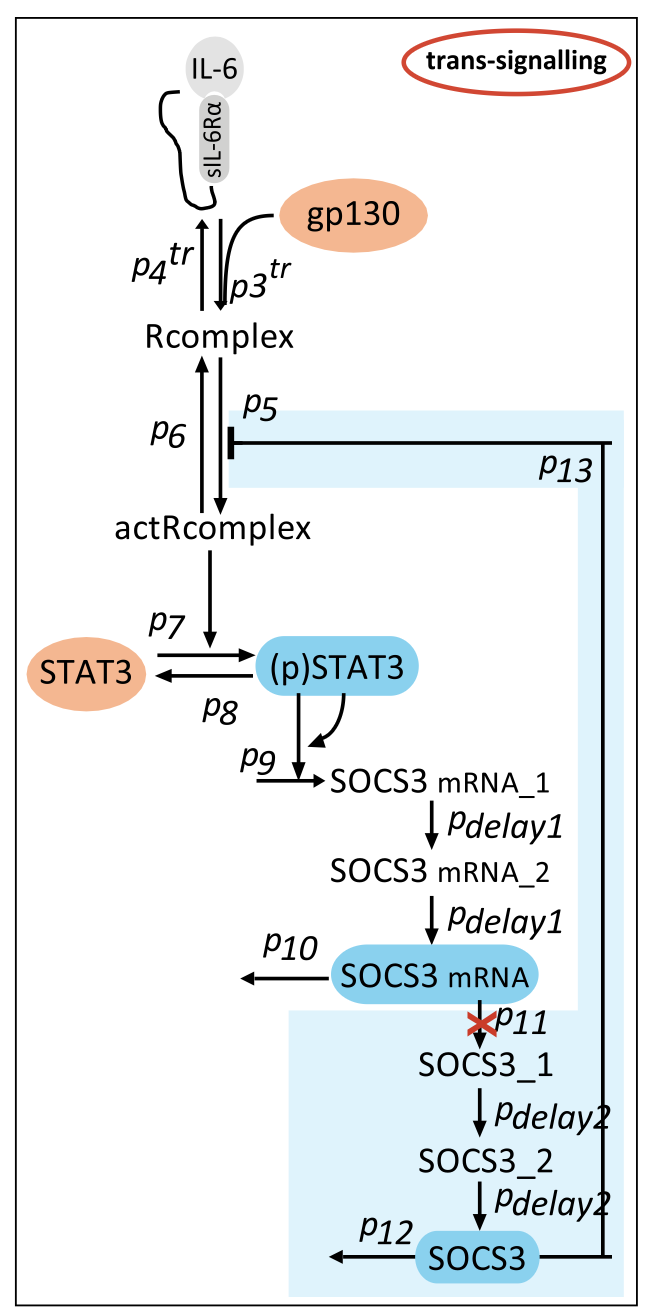 trans-signalling
IL-6
sIL-6Rα
gp130
p4tr
p3tr
Rcomplex
p5
p6
p13
actRcomplex
p7
STAT3
(p)STAT3
p8
p9
SOCS3 mRNA_1
pdelay1
SOCS3 mRNA_2
pdelay1
p10
SOCS3 mRNA
p11
SOCS3_1
pdelay2
SOCS3_2
pdelay2
p12
SOCS3